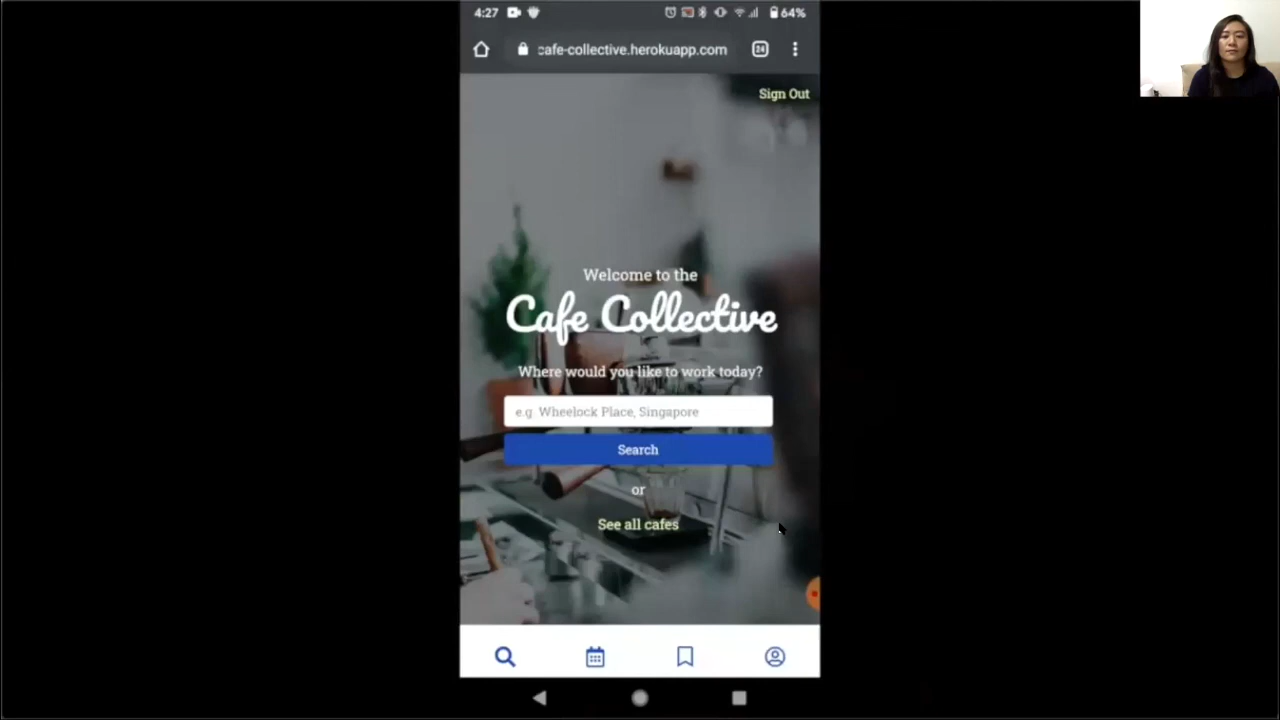 4:27
64%
cafe-collective.herokuapp.com
24
Sign Out
Welcome to the
Cafe Collective
Where would you like to work today?
e.g Wheelock Place, Singapore
Search
or
See all cafes